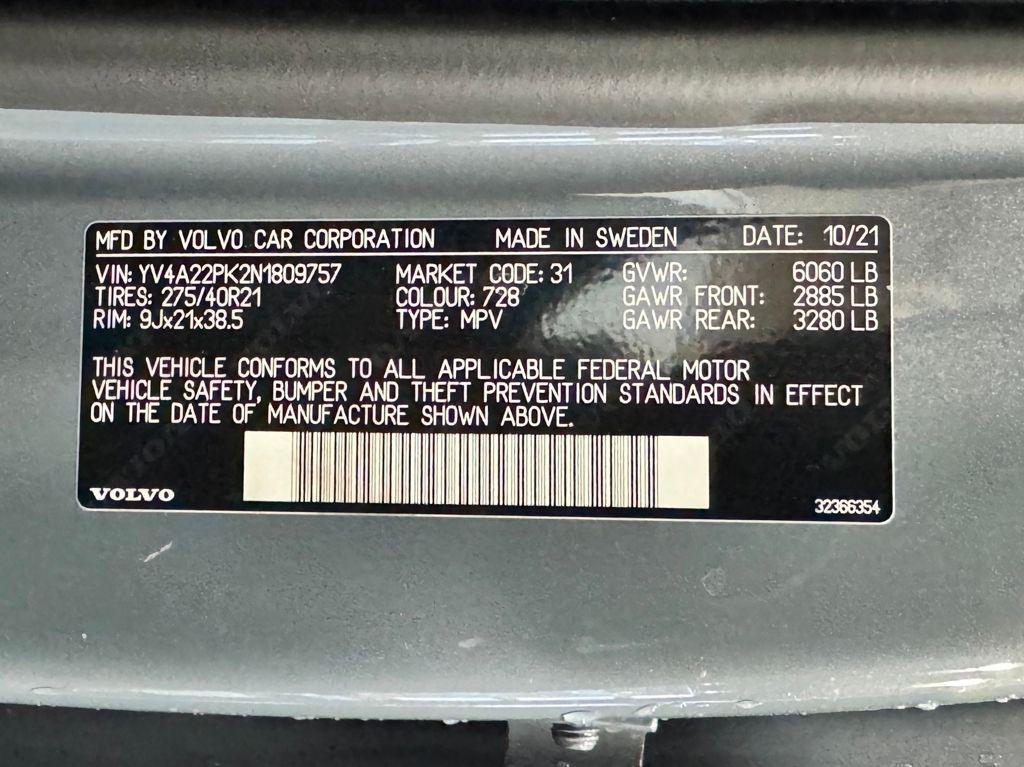 MFD BY VOLVO CAR CORPORATION MADE IN SWEDEN DATE: 10/21
VIN: YV4A22PK2N1809757 MARKET CODE: 31 GVWR: 6060 LB
TIRES: 275/40R21 COLOUR: 728 GAWR FRONT: 2885 LB
RIM: 9Jx21x38.5 TYPE: MPV GAWR REAR: 3280 LB
THIS VEHICLE CONFORMS TO ALL APPLICABLE FEDERAL MOTOR
VEHICLE SAFETY, BUMPER AND THEFT PREVENTION STANDARDS IN EFFECT
ON THE DATE OF MANUFACTURE SHOWN ABOVE.
VOLVO 32366354